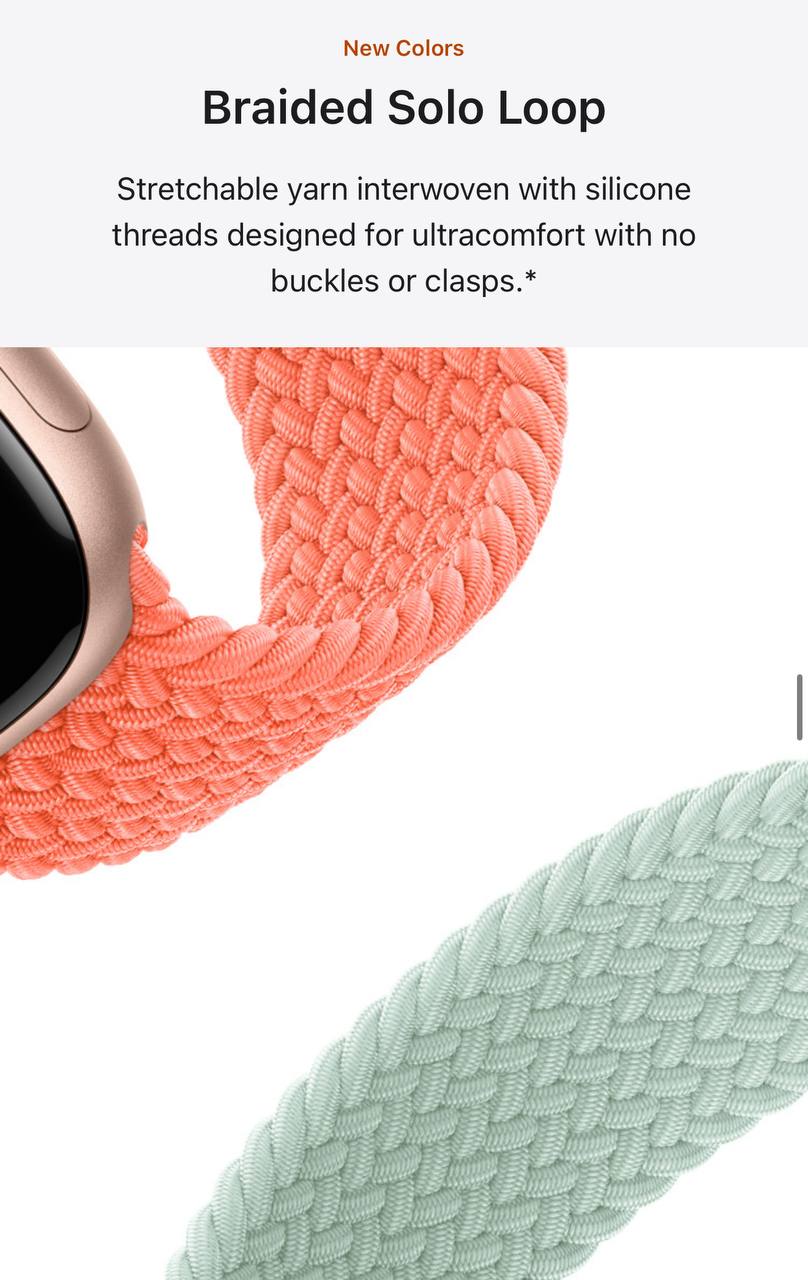 New Colors
Braided Solo Loop
Stretchable yarn interwoven with silicone
threads designed for ultracomfort with no
buckles or clasps.*